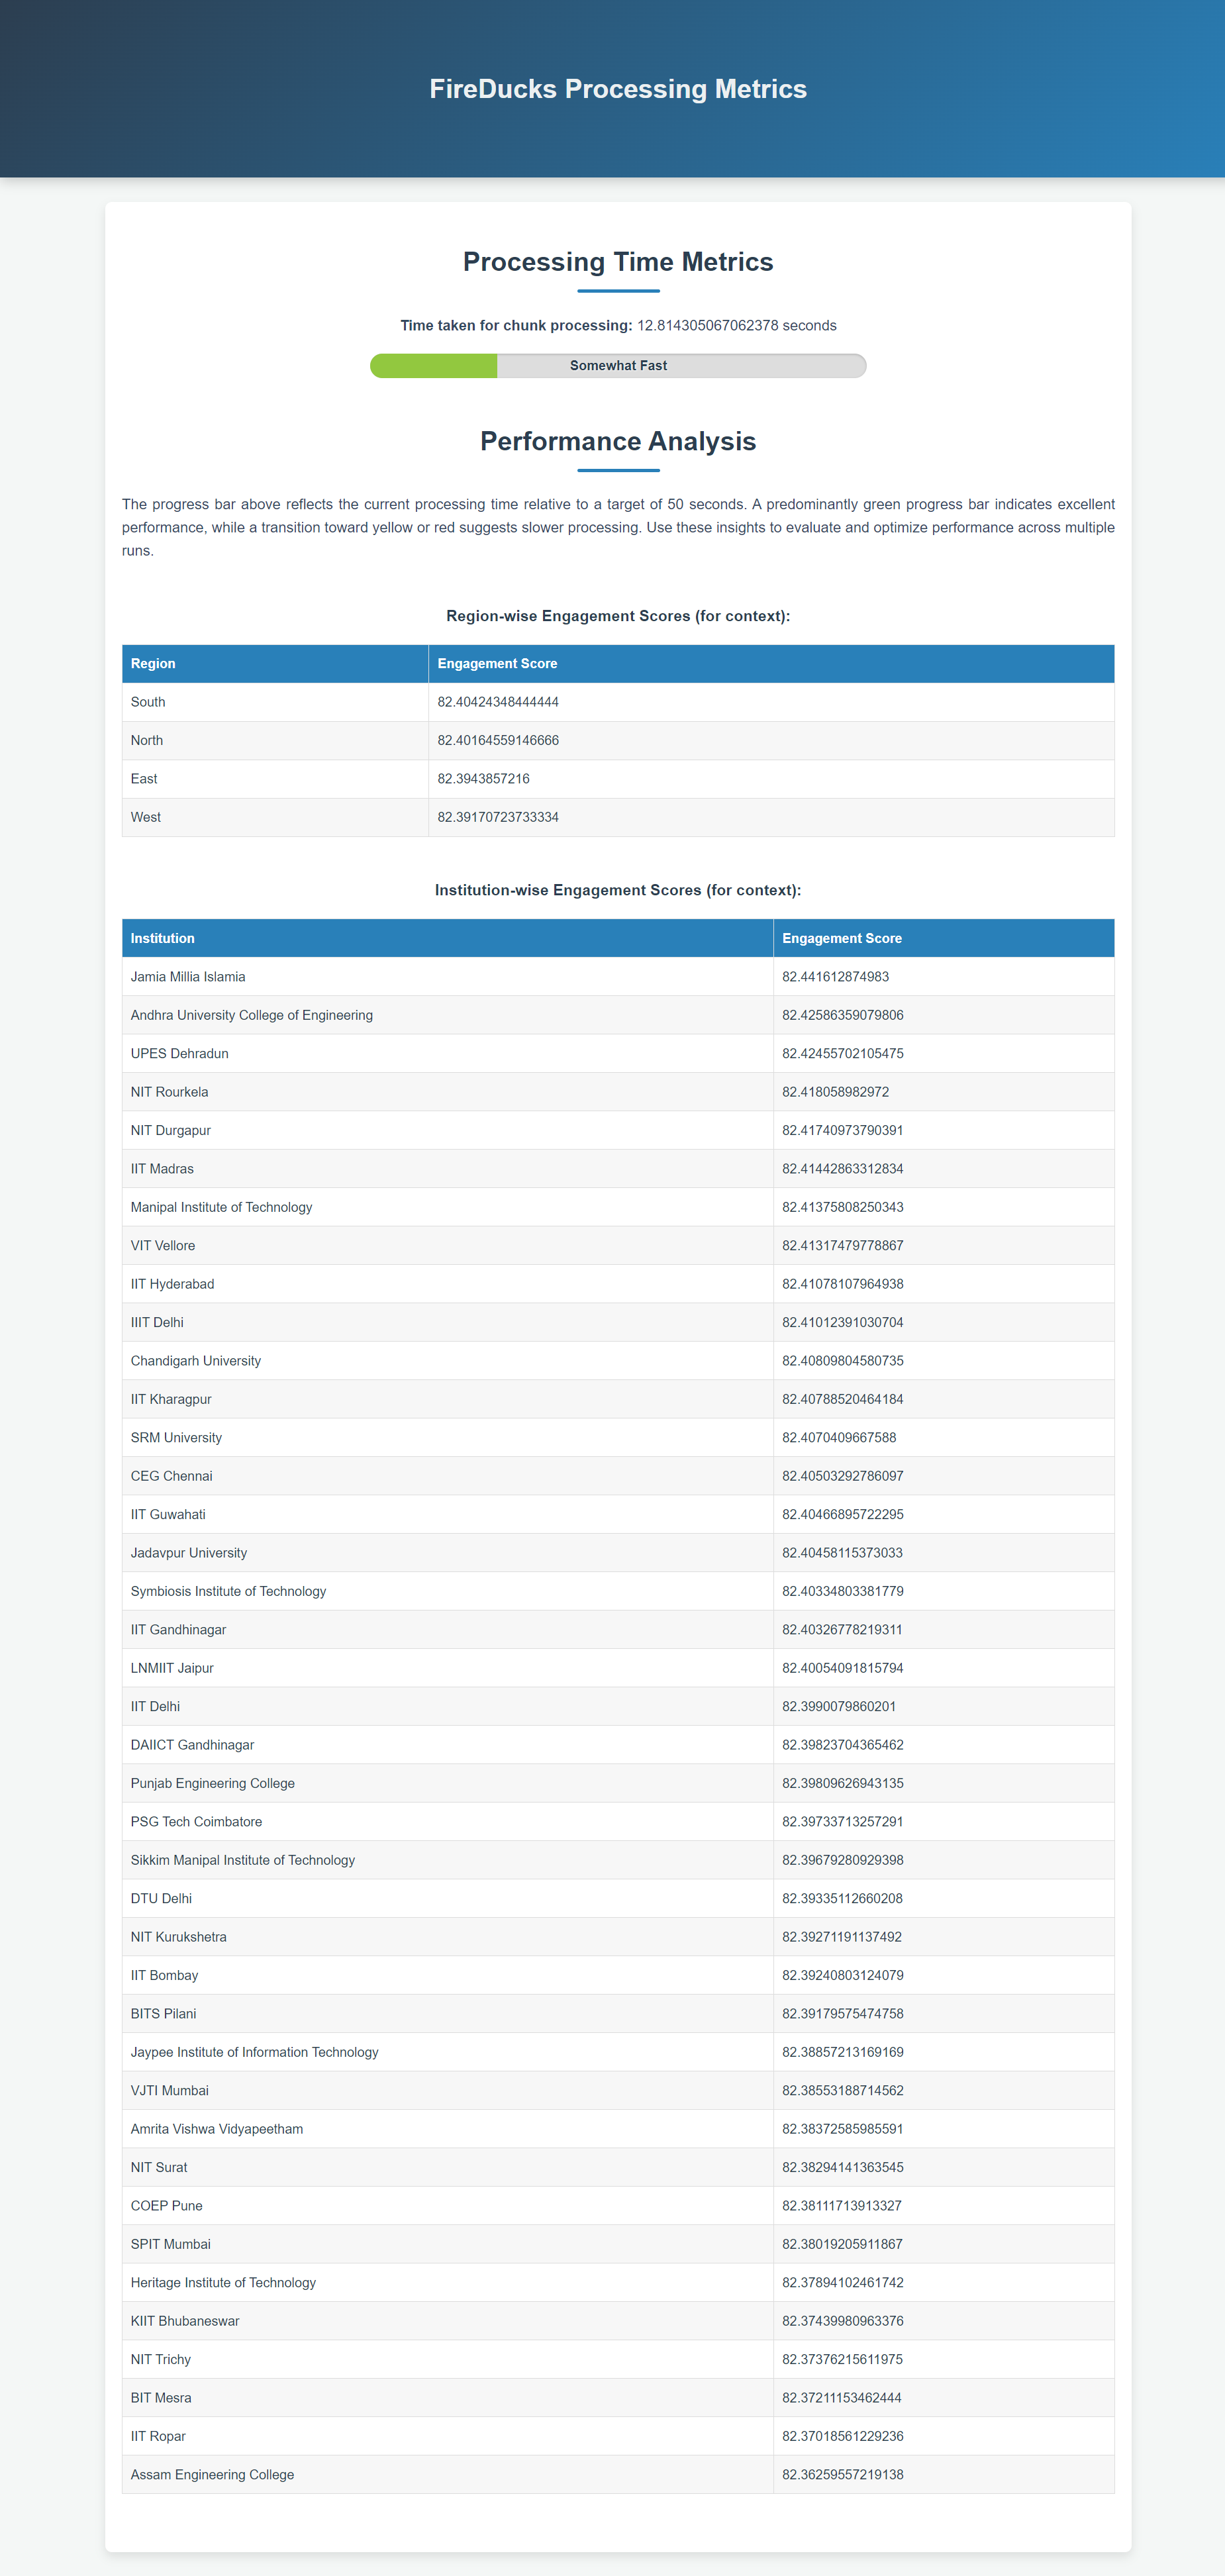 FireDucks Processing Metrics
Processing Time Metrics
Time taken for chunk processing: 12.814305067062378 seconds
Somewhat Fast
Performance Analysis
The progress bar above reflects the current processing time relative to a target of 50 seconds. A predominantly green progress bar indicates excellent
performance, while a transition toward yellow or red suggests slower processing. Use these insights to evaluate and optimize performance across multiple
runs.
Region-wise Engagement Scores (for context):
Region Engagement Score
South 82.40424348444444
North 82.40164559146666
East 82.3943857216
West 82.39170723733334
Institution-wise Engagement Scores (for context):
Institution Engagement Score
Jamia Millia Islamia 82.441612874983
Andhra University College of Engineering 82.42586359079806
UPES Dehradun 82.42455702105475
NIT Rourkela 82.418058982972
NIT Durgapur 82.41740973790391
IIT Madras 82.41442863312834
Manipal Institute of Technology 82.41375808250343
VIT Vellore 82.41317479778867
IIT Hyderabad 82.41078107964938
IIIT Delhi 82.41012391030704
Chandigarh University 82.40809804580735
IIT Kharagpur 82.40788520464184
SRM University 82.4070409667588
CEG Chennai 82.40503292786097
IIT Guwahati 82.40466895722295
Jadavpur University 82.40458115373033
Symbiosis Institute of Technology 82.40334803381779
IIT Gandhinagar 82.40326778219311
LNMIIT Jaipur 82.40054091815794
IIT Delhi 82.3990079860201
DAIICT Gandhinagar 82.39823704365462
Punjab Engineering College 82.39809626943135
PSG Tech Coimbatore 82.39733713257291
Sikkim Manipal Institute of Technology 82.39679280929398
DTU Delhi 82.39335112660208
NIT Kurukshetra 82.39271191137492
IIT Bombay 82.39240803124079
BITS Pilani 82.39179575474758
Jaypee Institute of Information Technology 82.38857213169169
VJTI Mumbai 82.38553188714562
Amrita Vishwa Vidyapeetham 82.38372585985591
NIT Surat 82.38294141363545
COEP Pune 82.38111713913327
SPIT Mumbai 82.38019205911867
Heritage Institute of Technology 82.37894102461742
KIIT Bhubaneswar 82.37439980963376
NIT Trichy 82.37376215611975
BIT Mesra 82.37211153462444
IIT Ropar 82.37018561229236
Assam Engineering College 82.36259557219138